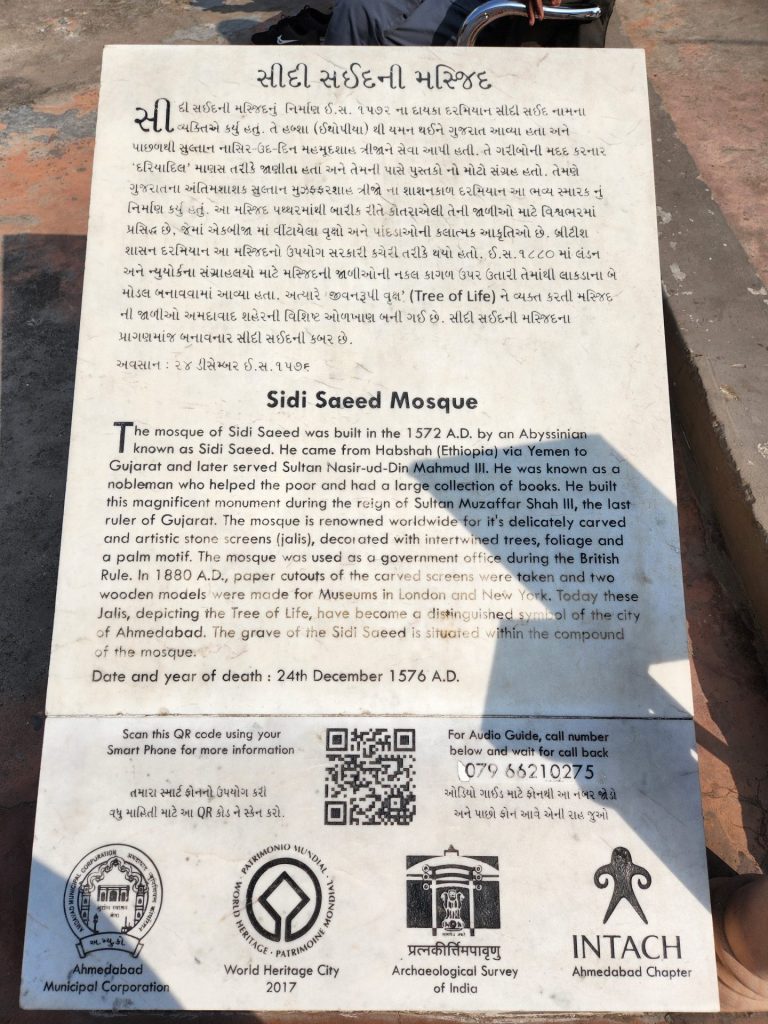 સીદી સઈદની મસ્જિદ
સીદી સઈદની મસ્જિદનું નિર્માણ ઈ.સ. ૧૫૭૨ ના દાયકા દરમિયાન સીદી સઈદ નામના
વ્યક્તિએ કર્યુ હતુ. તે હબ્શા (ઈથોપીયા) થી યમન થઈને ગુજરાત આવ્યા હતા અને
પાછળથી સુલ્તાન નાસિર-ઉદ-દિન મહમૂદશાહ ત્રીજાને સેવા આપી હતી. તે ગરીબોની મદદ કરનાર
'દરિયાદિલ' માણસ તરીકે જાણીતા હતા અને તેમની પાસે પુસ્તકો નો મોટો સંગ્રહ હતો. તેમણે
ગુજરાતના અંતિમશાશક સુલ્તાન મુઝફ્ફરશાહ ત્રીજો ના શાસનકાળ દરમિયાન આ ભવ્ય સ્મારક નું
નિર્માણ કર્યુ હતું. આ મસ્જિદ પથ્થરમાંથી બારીક રીતે કોતરાએલી તેની જાળીઓ માટે વિશ્વભરમાં
પ્રસિદ્ધ છે, જેમાં એકબીજા માં વીંટાયેલા વૃક્ષો અને પાંદડાઓની કલાત્મક આકૃતિઓ છે. બ્રીટીશ
શાસન દરમિયાન આ મસ્જિદનો ઉપયોગ સરકારી કચેરી તરીકે થયો હતો. ઈ.સ.૧૮૮૦ માં લંડન
અને ન્યુયોર્કના સંગ્રાહલયો માટે મસ્જિદની જાળીઓની નકલ કાગળ ઉપર ઉતારી તેમાંથી લાકડાના બે
મોડલ બનાવવામાં આવ્યા હતા. અત્યારે 'જીવનરૂપી વૃક્ષ' (Tree of Life) ને વ્યક્ત કરતી મસ્જિદ
ની જાળીઓ અમદાવાદ શહેરની વિશિષ્ટ ઓળખાણ બની ગઈ છે. સીદી સઈદની મસ્જિદના
પ્રાગણમાંજ બનાવનાર સીદી સઈદની કબર છે.
અવસાન : ૨૪ ડીસેમ્બર ઈ.સ.૧૫૭૬
Sidi Saeed Mosque
The mosque of Sidi Saeed was built in the 1572 A.D. by an Abyssinian
known as Sidi Saeed. He came from Habshah (Ethiopia) via Yemen to
Gujarat and later served Sultan Nasir-ud-Din Mahmud III. He was known as a
nobleman who helped the poor and had a large collection of books. He built
this magnificent monument during the reign of Sultan Muzaffar Shah III, the last
ruler of Gujarat. The mosque is renowned worldwide for it's delicately carved
and artistic stone screens (jalis), decorated with intertwined trees, foliage and
a palm motif. The mosque was used as a government office during the British
Rule. In 1880 A.D., paper cutouts of the carved screens were taken and two
wooden models were made for Museums in London and New York. Today these
Jalis, depicting the Tree of Life, have become a distinguished symbol of the city
of Ahmedabad. The grave of the Sidi Saeed is situated within the compound
of the mosque.
Date and year of death : 24th December 1576 A.D.
Scan this QR code using your
Smart Phone for more information
તમારા સ્માર્ટ ફોનનો ઉપયોગ કરી
વધુ માહિતી માટે આ QR કોડ ને સ્કેન કરો.
For Audio Guide, call number
below and wait for call back
079 66210275
ઓડિયો ગાઈડ માટે ફોનથી આ નંબર જોડો
અને પાછો ફોન આવે એની રાહ જુઓ
AHMEDABAD MUNICIPAL CORPORATION
અ. મ્યુ. કો.
Ahmedabad
Municipal Corporation
WORLD HERITAGE • PATRIMONIO MUNDIAL • PATRIMOINE MONDIAL
World Heritage City
2017
प्रत्नकीर्त्तिमपावृणु
Archaeological Survey
of India
INTACH
Ahmedabad Chapter